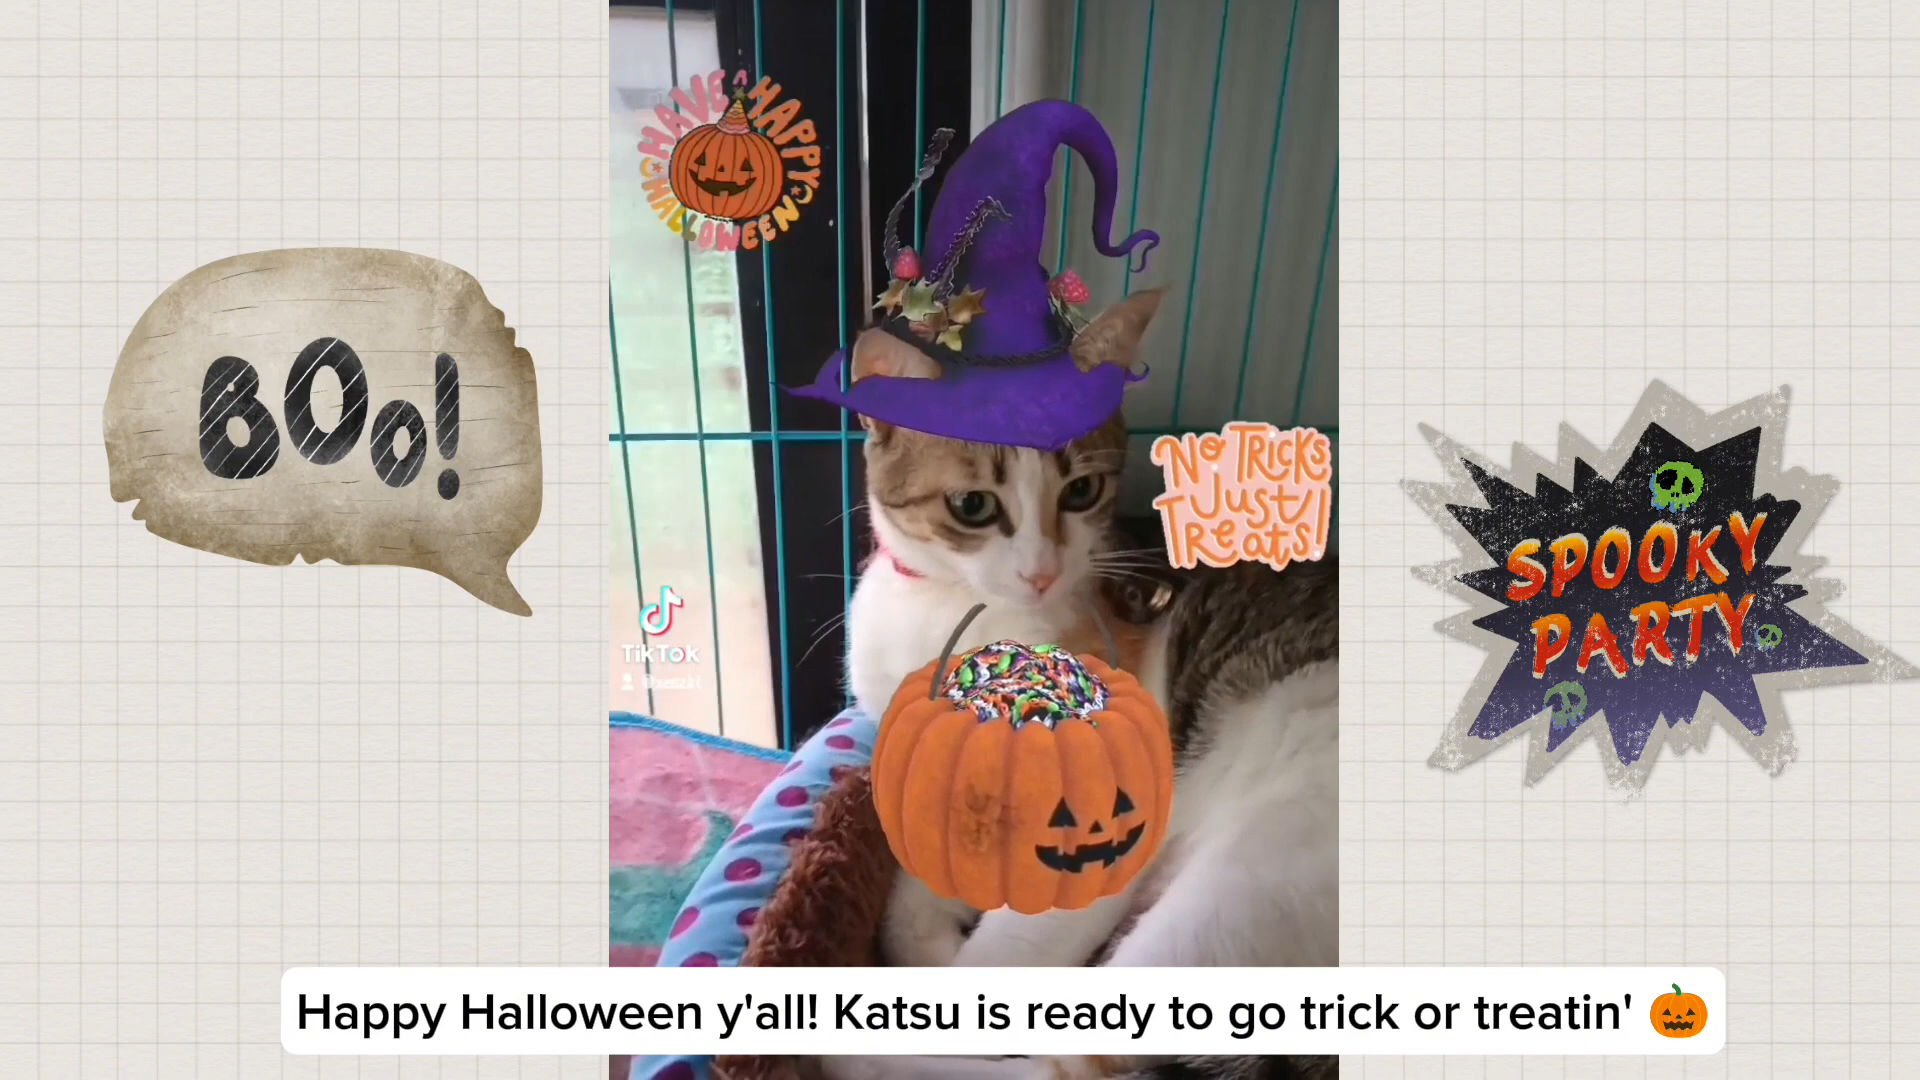 HAVE A HAPPY
HALLOWEEN
BOo!
No TRicKs
Just
TReats!
SPOOKY
PARTY
TikTok
Happy Halloween y'all! Katsu is ready to go trick or treatin' 🎃